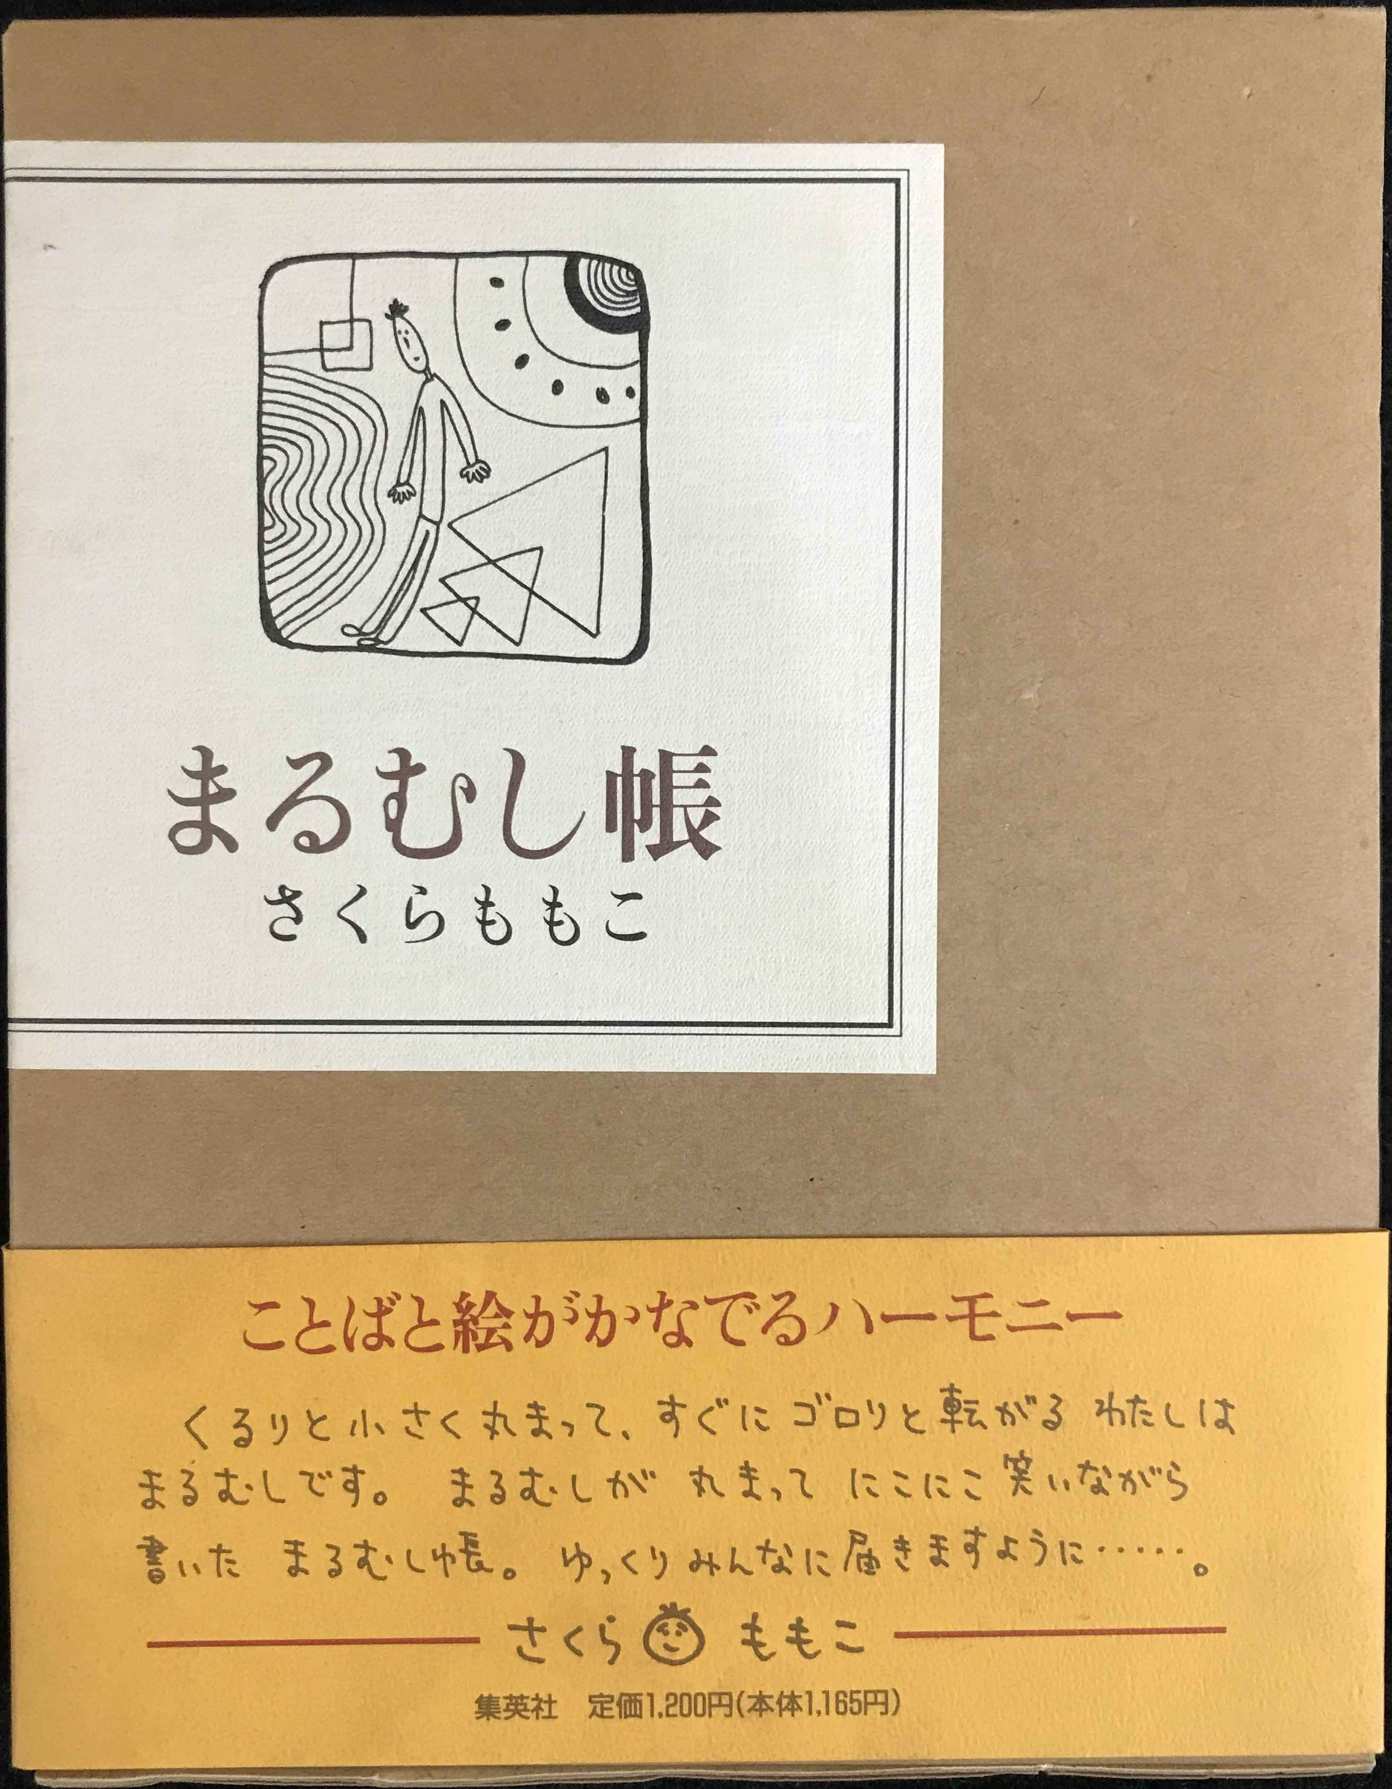 まるむし帳
さくらももこ
ことばと絵がかなでるハーモニー
くるりと小さく丸まって、すぐにゴロリと転がる わたしは
まるむしです。 まるむしが 丸まって にこにこ 笑いながら
書いた まるむし帳。 ゆっくりみんなに届きますように……。
さくら ももこ
集英社 定価1,200円(本体1,165円)